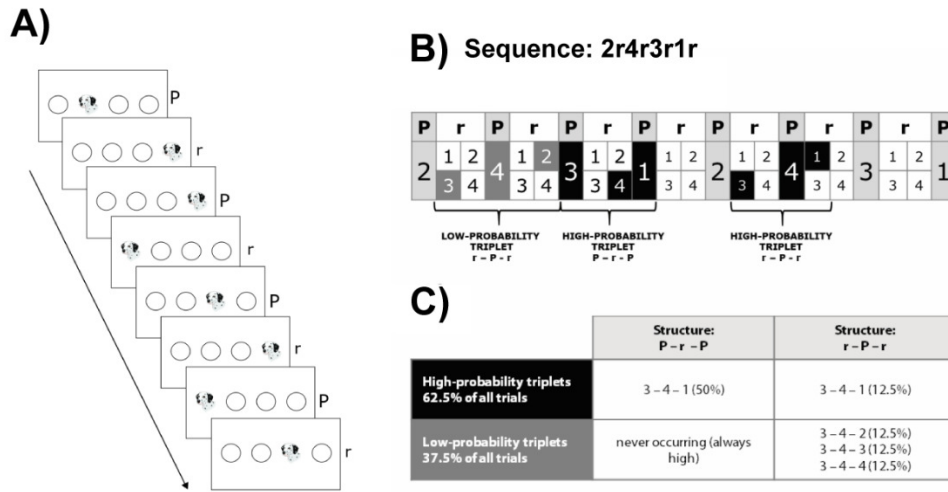 A)
P
r
P
r
P
r
P
r
B) Sequence: 2r4r3r1r
P r P r P r P r P r P r P
2 1 2 4 1 2 3 1 2 1 1 2 2 1 2 4 1 2 3 1 2 1
3 4 3 4 3 4 3 4 3 4 3 4 3 4
LOW-PROBABILITY
TRIPLET
r – P - r
HIGH-PROBABILITY
TRIPLET
P – r - P
HIGH-PROBABILITY
TRIPLET
r – P - r
C)
Structure:
P – r – P
Structure:
r – P – r
High-probability triplets
62.5% of all trials
3 – 4 – 1 (50%)
3 – 4 – 1 (12.5%)
Low-probability triplets
37.5% of all trials
never occurring (always
high)
3 – 4 – 2 (12.5%)
3 – 4 – 3 (12.5%)
3 – 4 – 4 (12.5%)